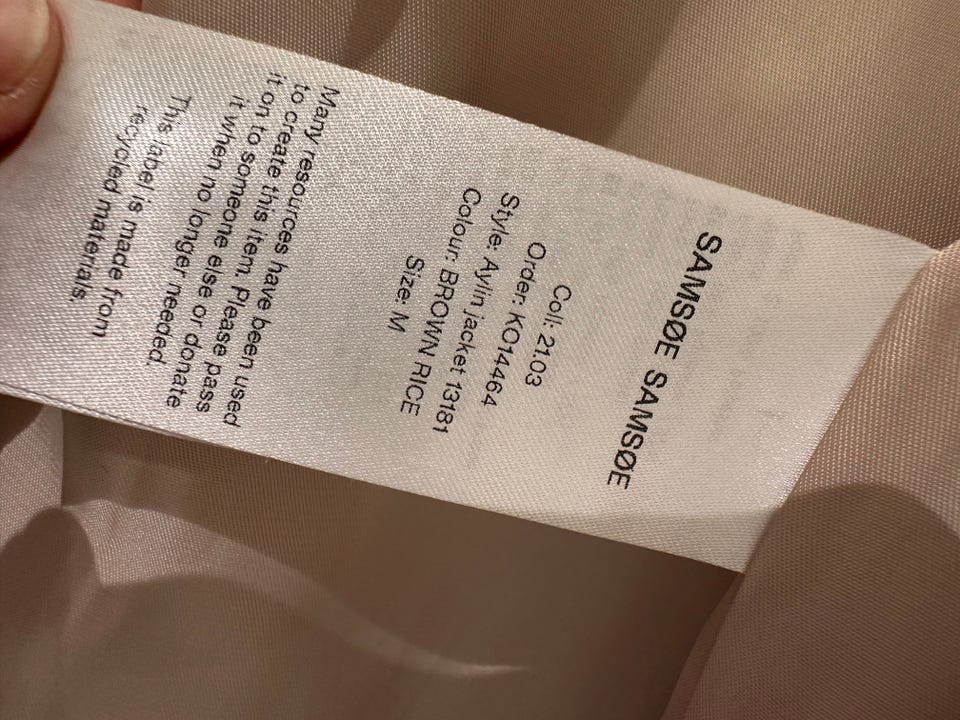 SAMSØE SAMSØE
Coll: 21.03
Order: KO14464
Style: Aylin jacket 13181
Colour: BROWN RICE
Size: M
Many resources have been used
to create this item. Please pass
it on to someone else or donate
it when no longer needed.
This label is made from
recycled materials.